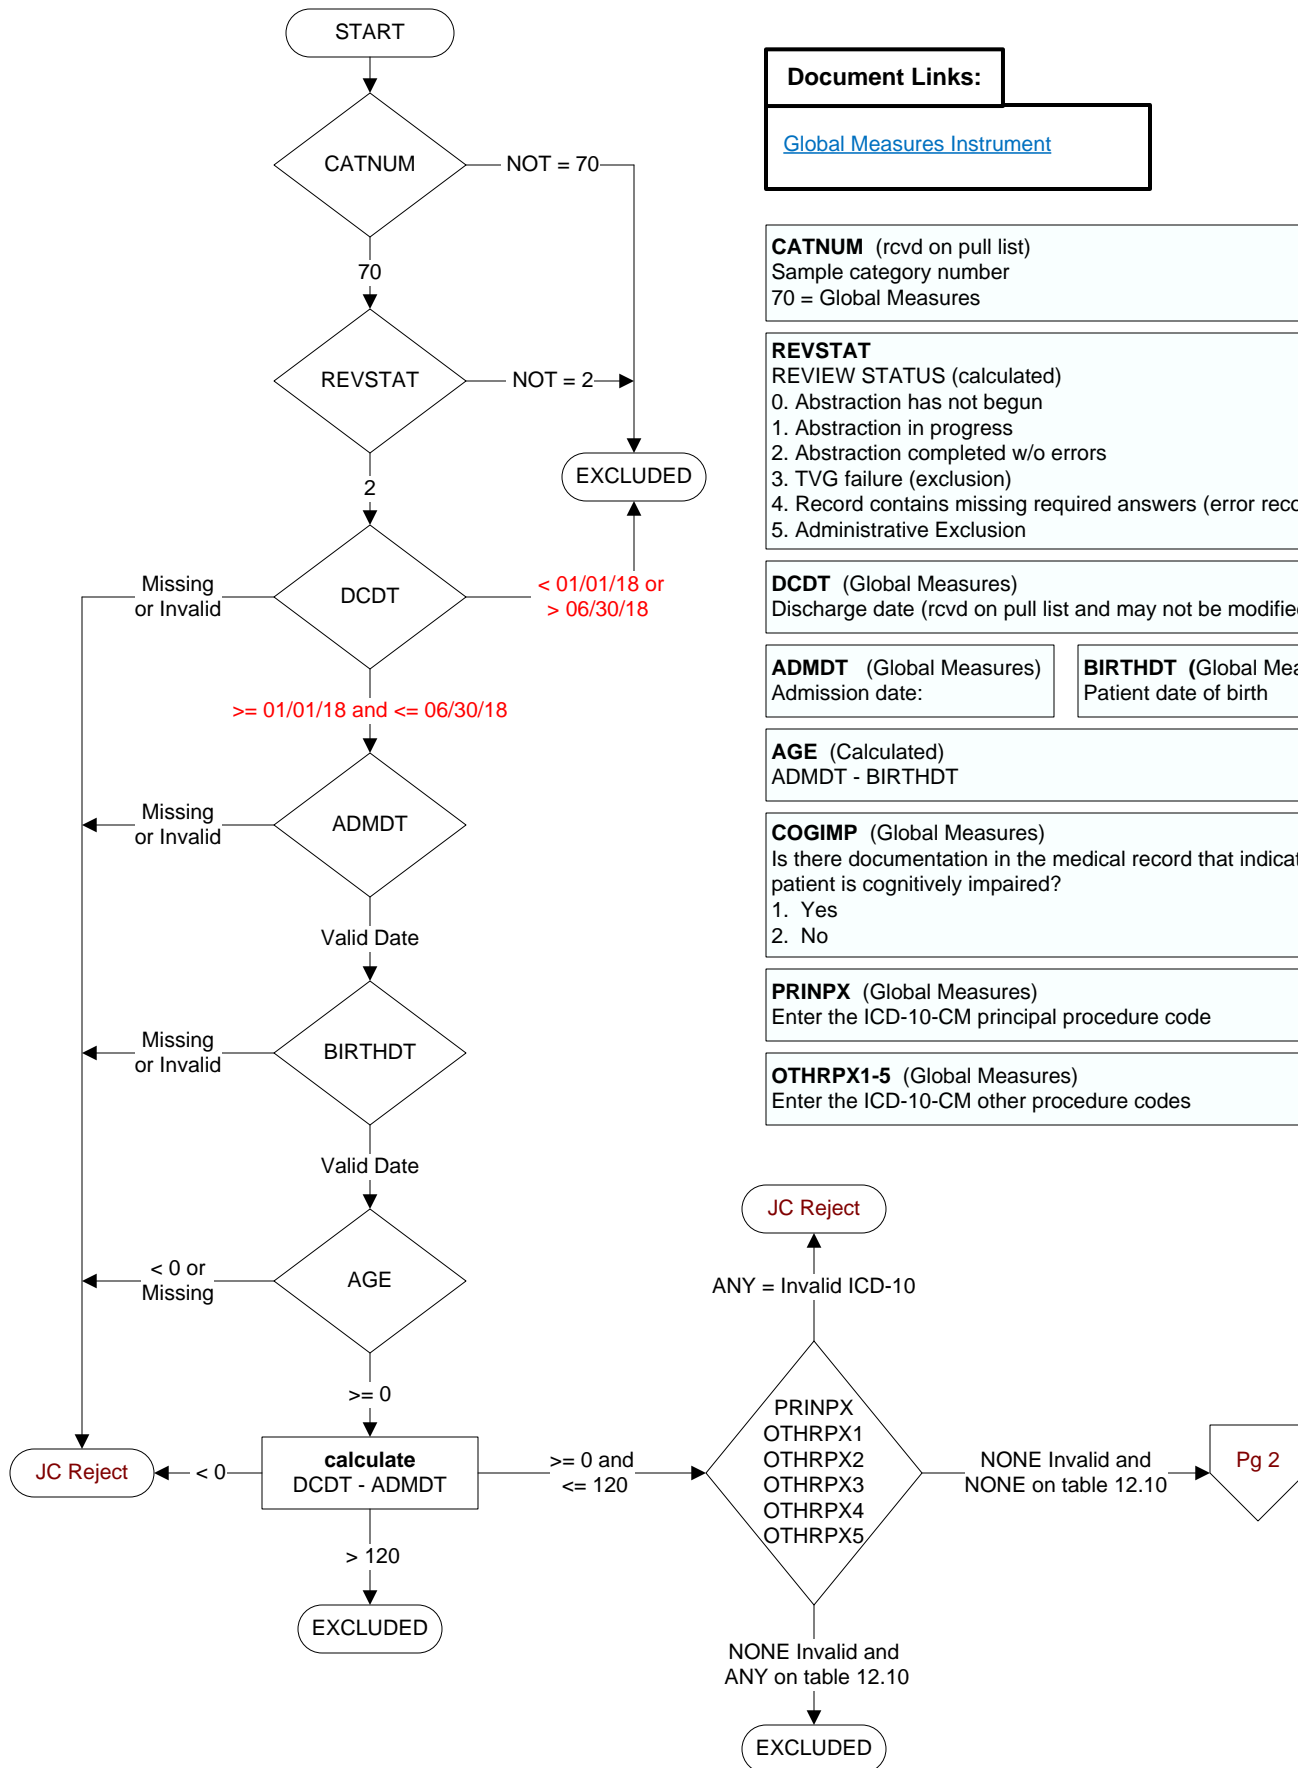 START
CATNUM
NOT = 70
70
REVSTAT
NOT = 2
2
EXCLUDED
DCDT
Missing
or Invalid
< 01/01/18 or
> 06/30/18
>= 01/01/18 and <= 06/30/18
ADMDT
Missing
or Invalid
Valid Date
BIRTHDT
Missing
or Invalid
Valid Date
AGE
< 0 or
Missing
>= 0
calculate
DCDT - ADMDT
< 0
JC Reject
> 120
EXCLUDED
>= 0 and
<= 120
PRINPX
OTHRPX1
OTHRPX2
OTHRPX3
OTHRPX4
OTHRPX5
ANY = Invalid ICD-10
JC Reject
NONE Invalid and
NONE on table 12.10
Pg 2
NONE Invalid and
ANY on table 12.10
EXCLUDED
Document Links:
Global Measures Instrument
CATNUM (rcvd on pull list)
Sample category number
70 = Global Measures
REVSTAT
REVIEW STATUS (calculated)
0. Abstraction has not begun
1. Abstraction in progress
2. Abstraction completed w/o errors
3. TVG failure (exclusion)
4. Record contains missing required answers (error reco
5. Administrative Exclusion
DCDT (Global Measures)
Discharge date (rcvd on pull list and may not be modifie
ADMDT (Global Measures)
Admission date:
BIRTHDT (Global Mea
Patient date of birth
AGE (Calculated)
ADMDT - BIRTHDT
COGIMP (Global Measures)
Is there documentation in the medical record that indicat
patient is cognitively impaired?
1. Yes
2. No
PRINPX (Global Measures)
Enter the ICD-10-CM principal procedure code
OTHRPX1-5 (Global Measures)
Enter the ICD-10-CM other procedure codes